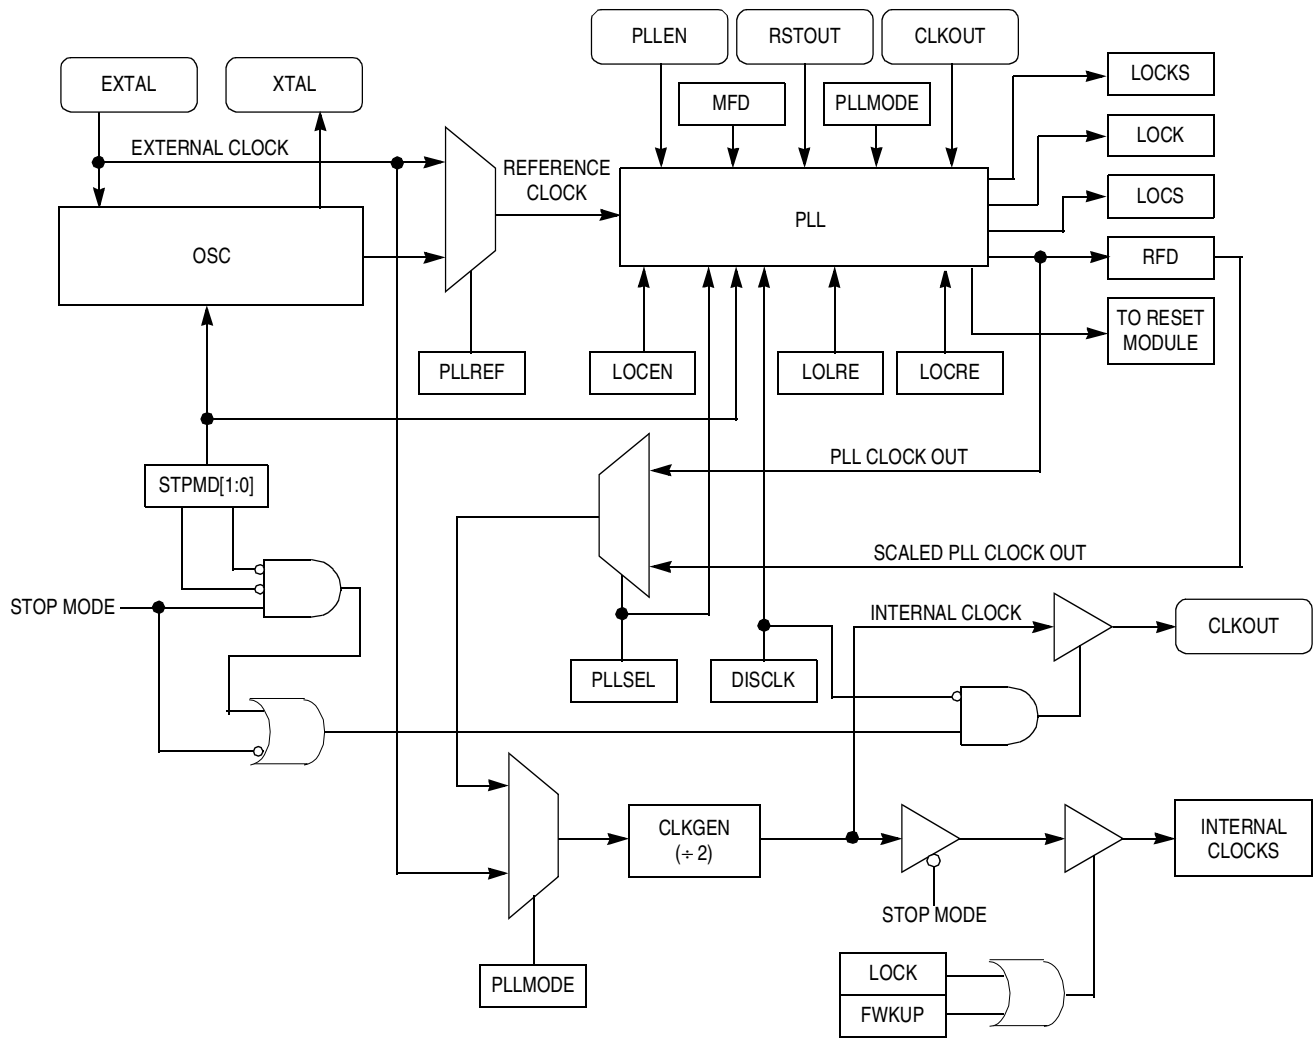 PLLEN
RSTOUT
CLKOUT
EXTAL
XTAL
MFD
PLLMODE
LOCKS
LOCK
EXTERNAL CLOCK
REFERENCE
CLOCK
LOCS
PLL
OSC
RFD
TO RESET
MODULE
PLLREF
LOCEN
LOLRE
LOCRE
PLL CLOCK OUT
STPMD[1:0]
SCALED PLL CLOCK OUT
STOP MODE
INTERNAL CLOCK
CLKOUT
PLLSEL
DISCLK
CLKGEN
(÷ 2)
INTERNAL
CLOCKS
STOP MODE
PLLMODE
LOCK
FWKUP